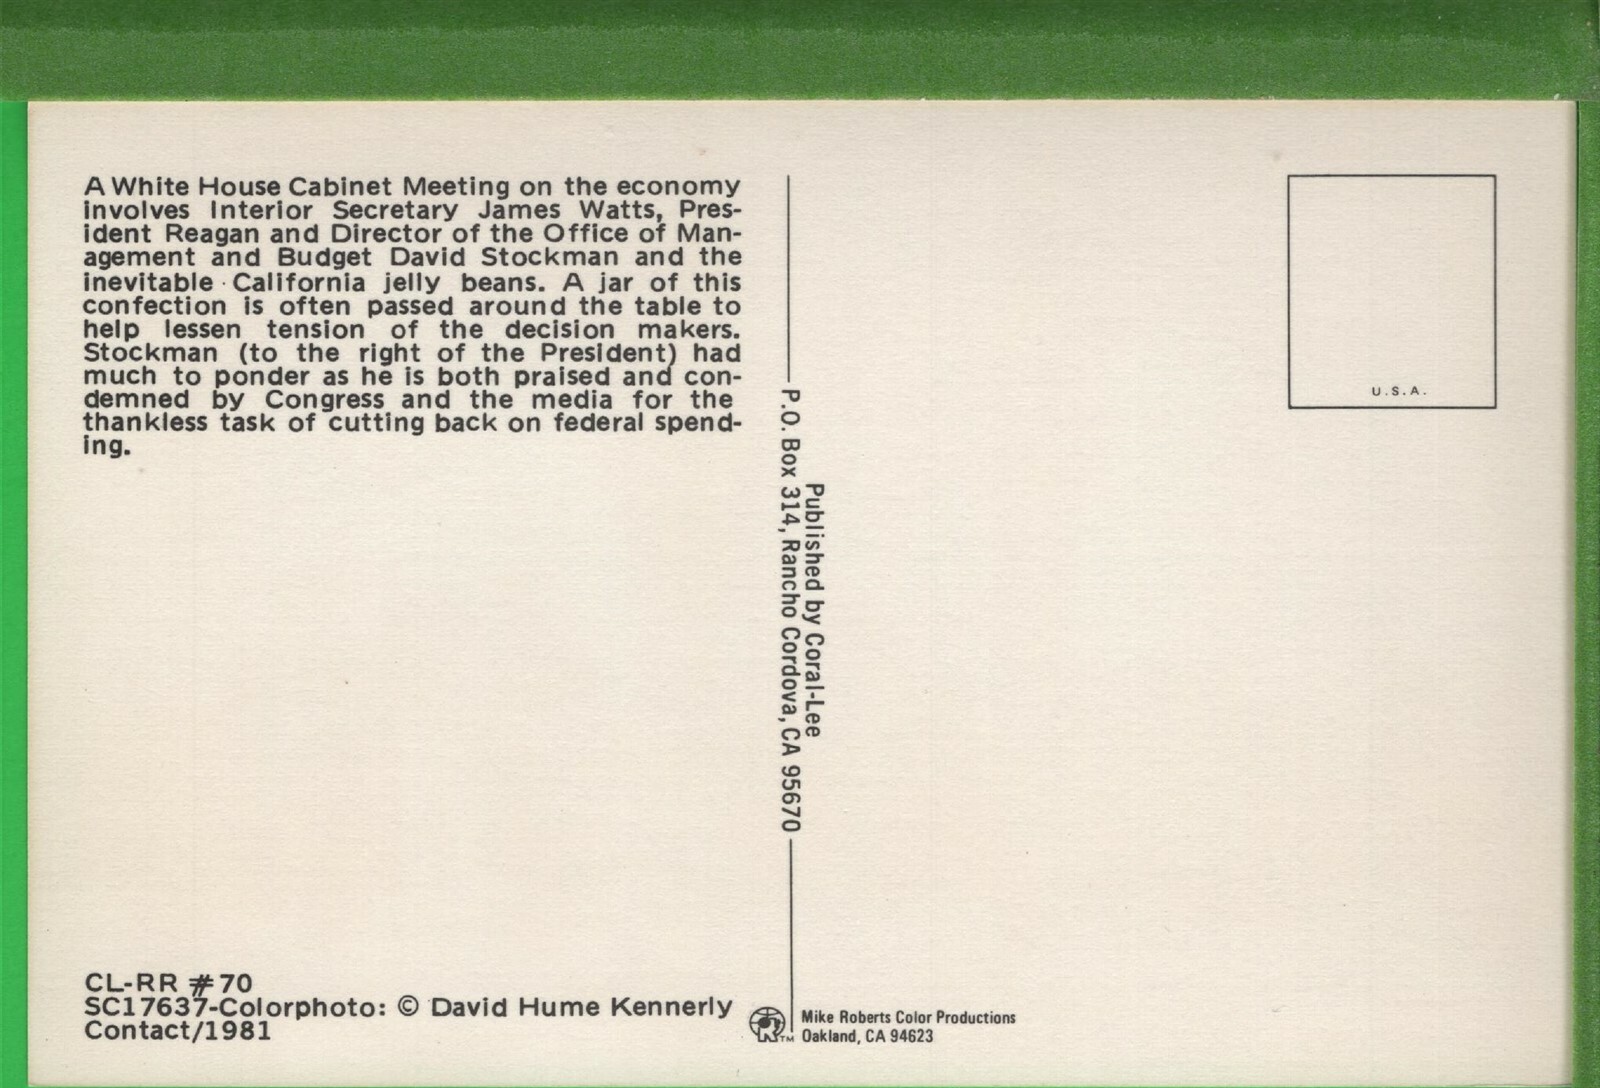 A White House Cabinet Meeting on the economy
involves Interior Secretary James Watts, Pres-
ident Reagan and Director of the Office of Man-
agement and Budget David Stockman and the
inevitable California jelly beans. A jar of this
confection is often passed around the table to
help lessen tension of the decision makers.
Stockman (to the right of the President) had
much to ponder as he is both praised and con-
demned by Congress and the media for the
thankless task of cutting back on federal spend-
ing.
CL-RR #70
SC17637-Colorphoto: © David Hume Kennerly
Contact/1981
Published by Coral-Lee
P.O. Box 314, Rancho Cordova, CA 95670
TM
Mike Roberts Color Productions
Oakland, CA 94623
U.S.A.